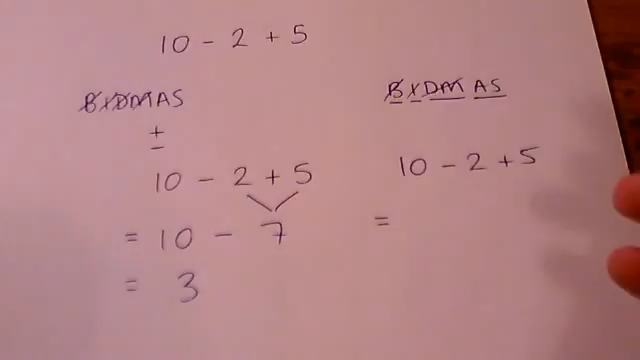 10 - 2 + 5
BXDMAS
+
-
10 - 2 + 5
= 10 - 7
= 3
BXDMAS
10 - 2 + 5
=